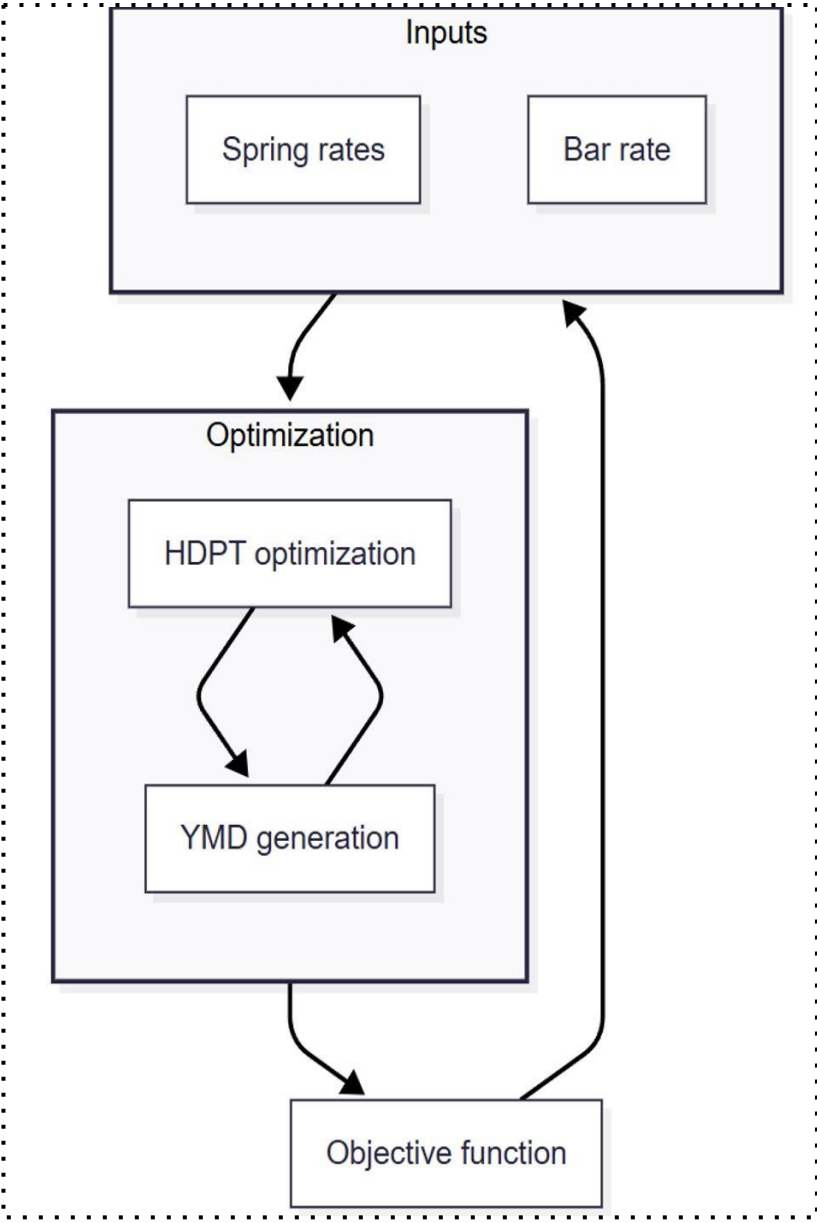 Inputs
Spring rates
Bar rate
Optimization
HDPT optimization
YMD generation
Objective function